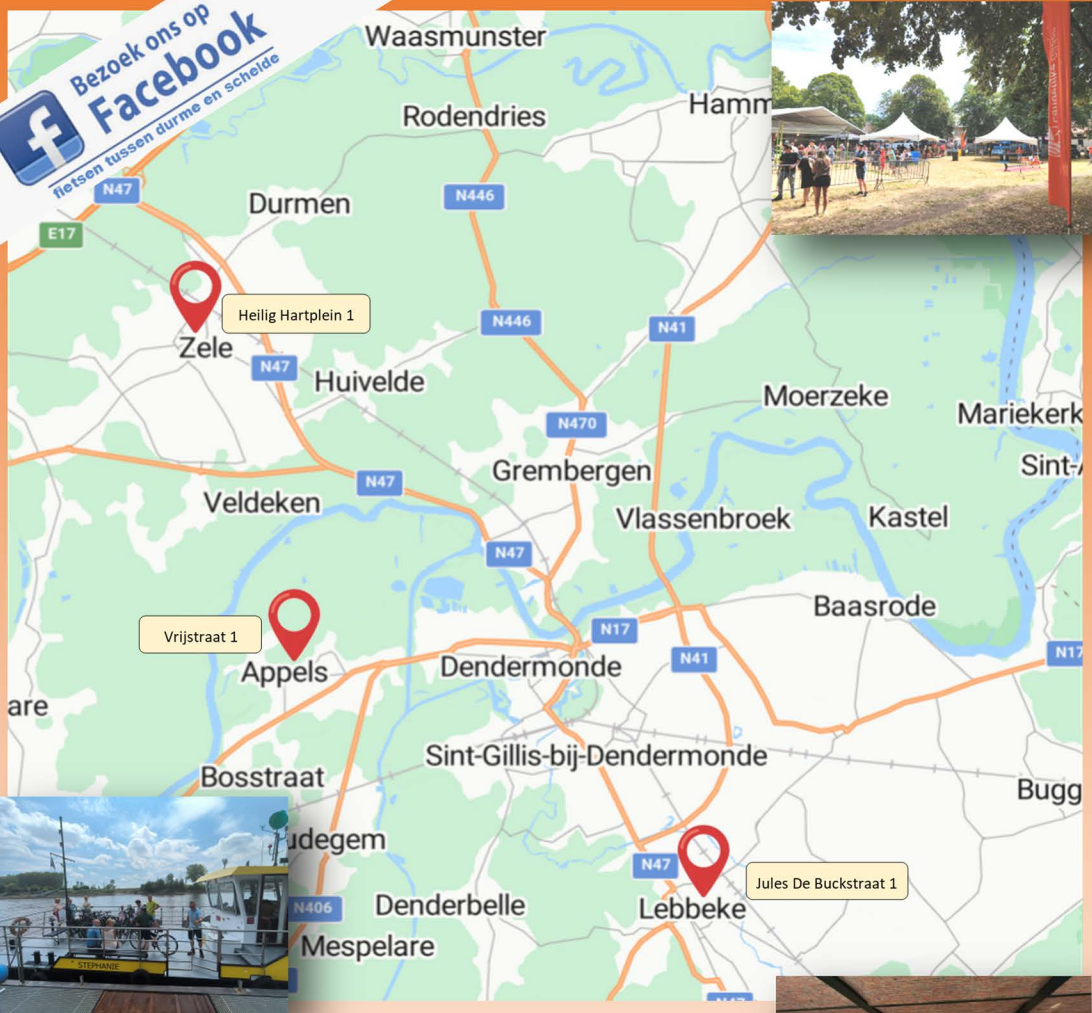 Bezoek ons op
Facebook
fietsen tussen durme en schelde
Waasmunster
Rodendries
Hamm
N47
Durmen
N446
E17
Heilig Hartplein 1
Zele
N446
N41
N47
Huivelde
Moerzeke
Mariekerk
N470
Grembergen
Sint-
N47
Veldeken
Vlassenbroek
Kastel
N47
Baasrode
Vrijstraat 1
N17
Appels
Dendermonde
N41
N17
are
Sint-Gillis-bij-Dendermonde
Bosstraat
Bugg
udegem
N47
Jules De Buckstraat 1
Lebbeke
N406
Denderbelle
Mespelare
STEPHANIE
N47